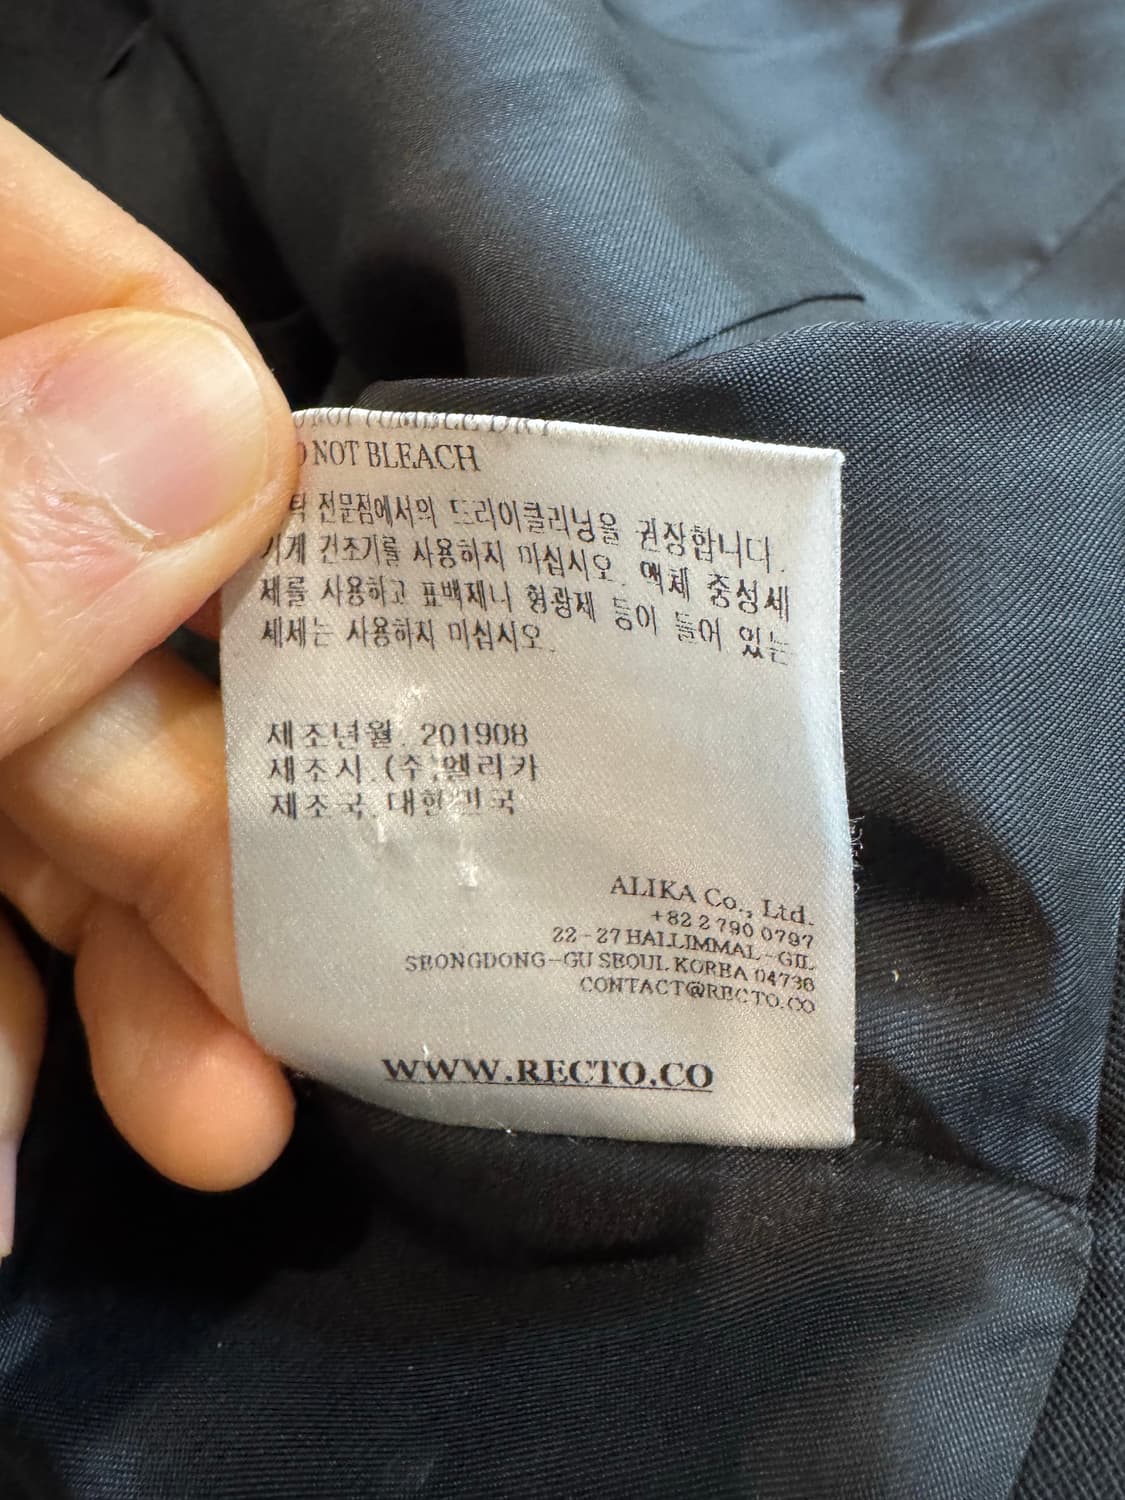 NOT TUMBLE DRY
NOT BLEACH
전문점에서의 드라이클리닝을 권장합니다.
기계 건조기를 사용하지 마십시오. 액체 중성세
제를 사용하고 표백제나 형광제 등이 들어 있는
세제는 사용하지 마십시오.
제조년월. 201908
제조사. (주)엘리카
제조국. 대한민국
ALIKA Co., Ltd.
+82 2 790 0797
22-27 HALLIMMAL-GIL
SEONGDONG-GU SEOUL KOREA 04736
CONTACT@RECTO.CO
WWW.RECTO.CO